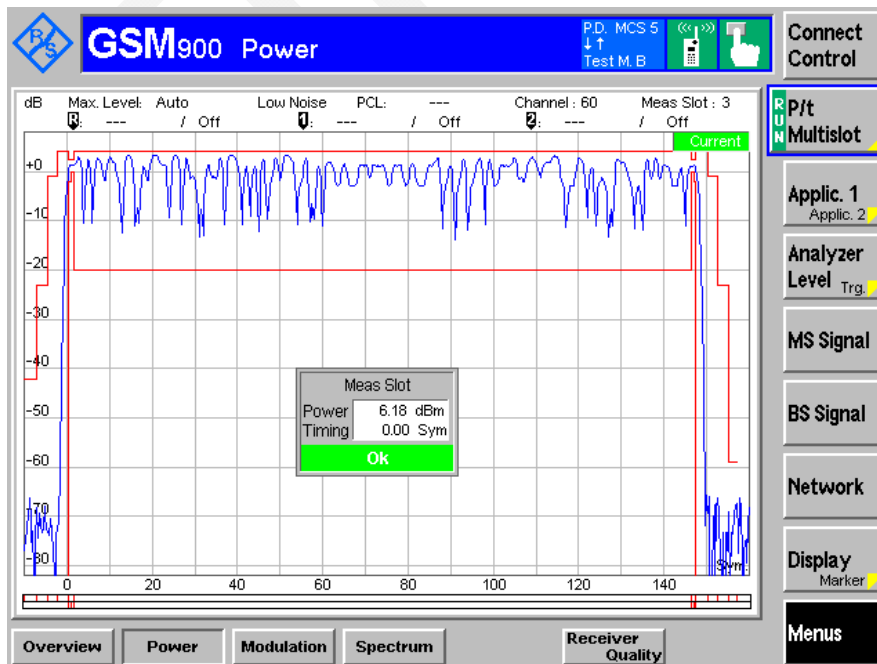 R/S
GSM900 Power
P.D. MCS 5
↓↑
Test M. B
Connect Control
dB Max. Level: Auto Low Noise PCL: --- Channel : 60 Meas Slot : 3
R: --- / Off 1: --- / Off 2: --- / Off
Current
RUN
P/t Multislot
+0
-10
-20
-30
-40
-50
-60
-70
-80
Applic. 1
Applic. 2
Analyzer
Level Trg.
MS Signal
BS Signal
Network
Display
Marker
Menus
Meas Slot
Power 6.18 dBm
Timing 0.00 Sym
Ok
Sym
0 20 40 60 80 100 120 140
Overview Power Modulation Spectrum Receiver Quality